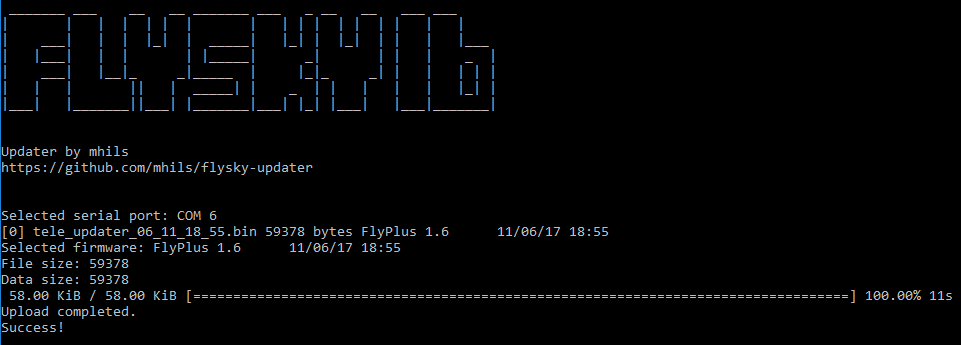 FLYSKYI6
Updater by mhils
https://github.com/mhils/flysky-updater
Selected serial port: COM 6
[0] tele_updater_06_11_18_55.bin 59378 bytes FlyPlus 1.6 11/06/17 18:55
Selected firmware: FlyPlus 1.6 11/06/17 18:55
File size: 59378
Data size: 59378
58.00 KiB / 58.00 KiB [==================================================================================] 100.00% 11s
Upload completed.
Success!